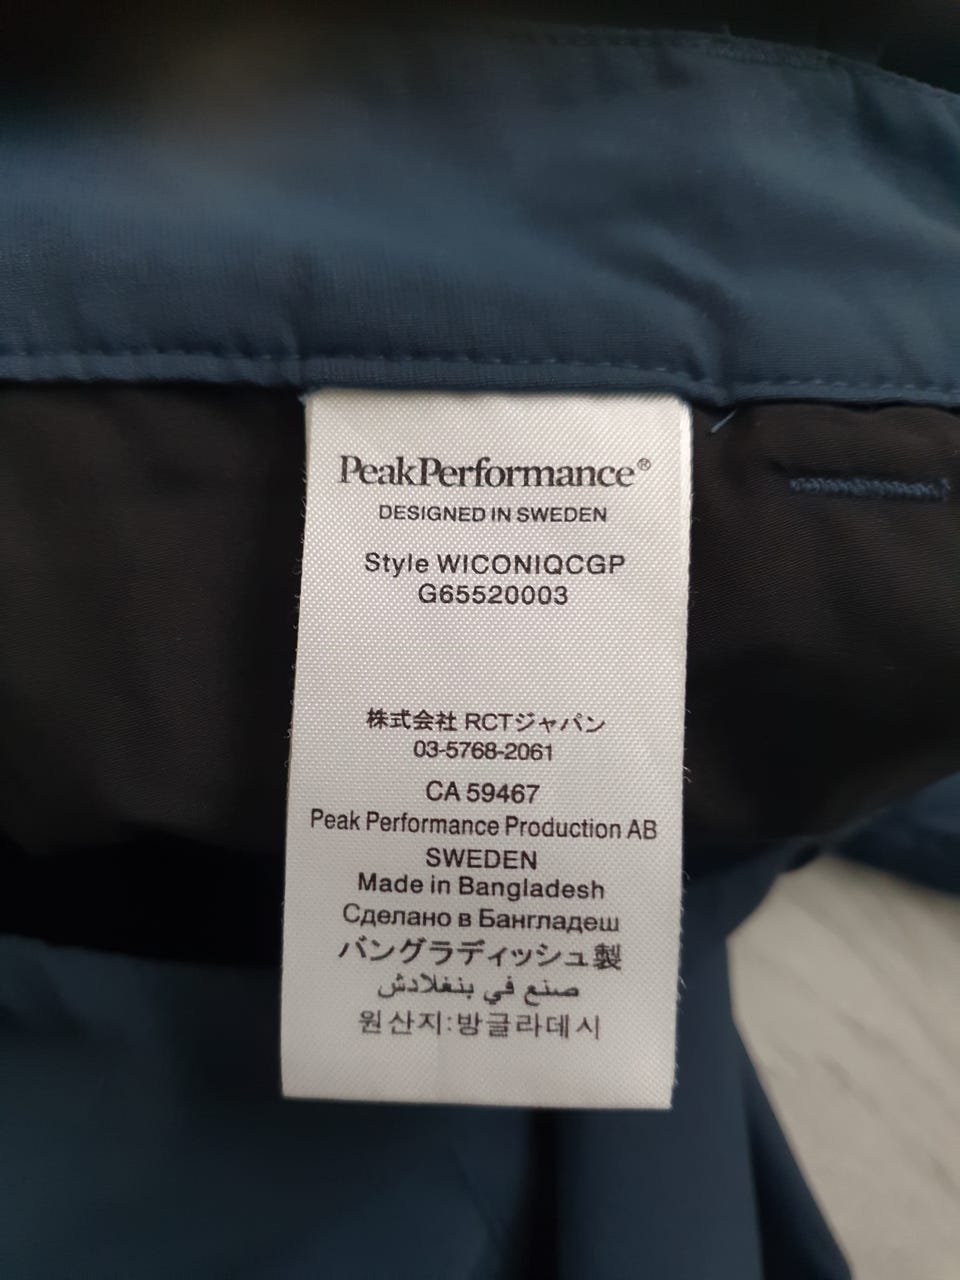 PeakPerformance®
DESIGNED IN SWEDEN
Style WICONIQCGP
G65520003
株式会社 RCTジャパン
03-5768-2061
CA 59467
Peak Performance Production AB
SWEDEN
Made in Bangladesh
Сделано в Бангладеш
バングラディッシュ製
صنع في بنغلادش
원산지:방글라데시